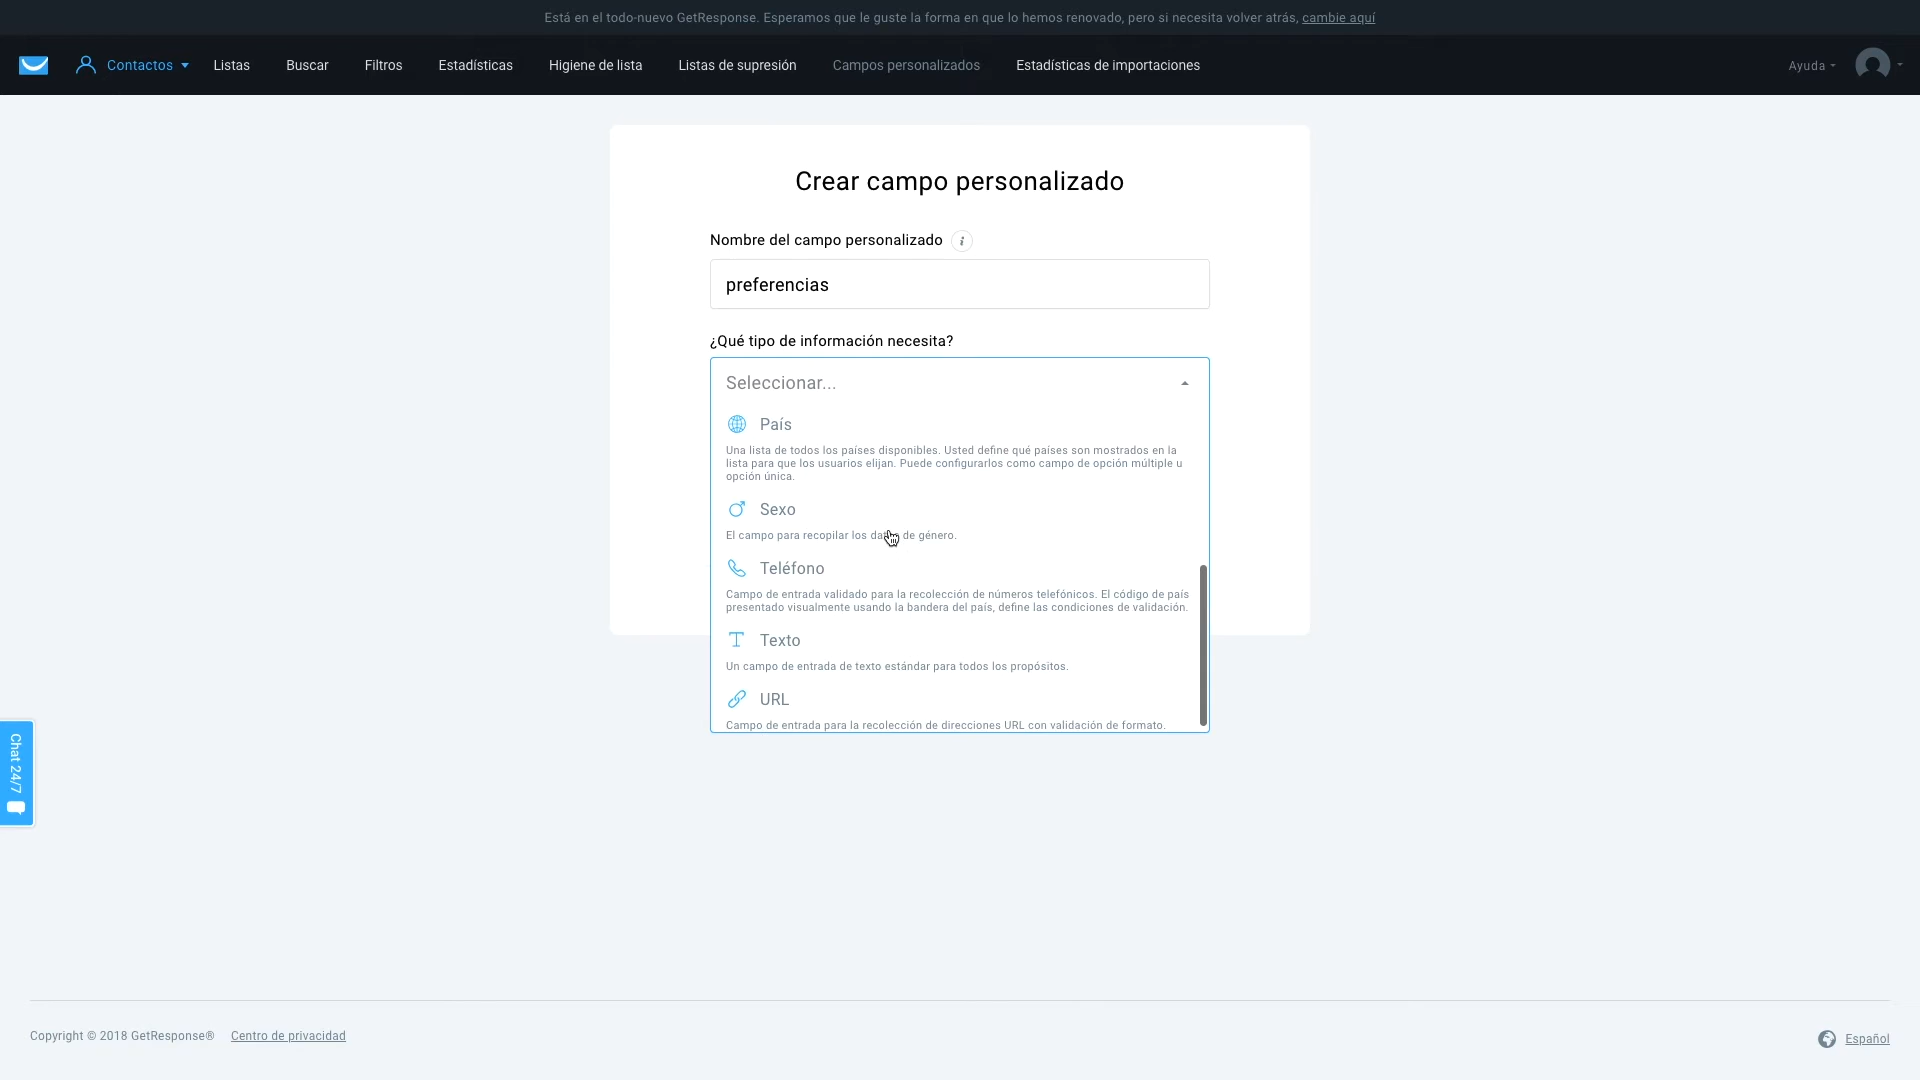 Está en el todo-nuevo GetResponse. Esperamos que le guste la forma en que lo hemos renovado, pero si necesita volver atrás, cambie aquí
Contactos Listas Buscar Filtros Estadísticas Higiene de lista Listas de supresión Campos personalizados Estadísticas de importaciones Ayuda
Crear campo personalizado
Nombre del campo personalizado i
preferencias
¿Qué tipo de información necesita?
Seleccionar...
País
Una lista de todos los países disponibles. Usted define qué países son mostrados en la
lista para que los usuarios elijan. Puede configurarlos como campo de opción múltiple u
opción única.
Sexo
El campo para recopilar los datos de género.
Teléfono
Campo de entrada validado para la recolección de números telefónicos. El código de país
presentado visualmente usando la bandera del país, define las condiciones de validación.
Texto
Un campo de entrada de texto estándar para todos los propósitos.
URL
Campo de entrada para la recolección de direcciones URL con validación de formato.
Chat 24/7
Copyright © 2018 GetResponse® Centro de privacidad
Español